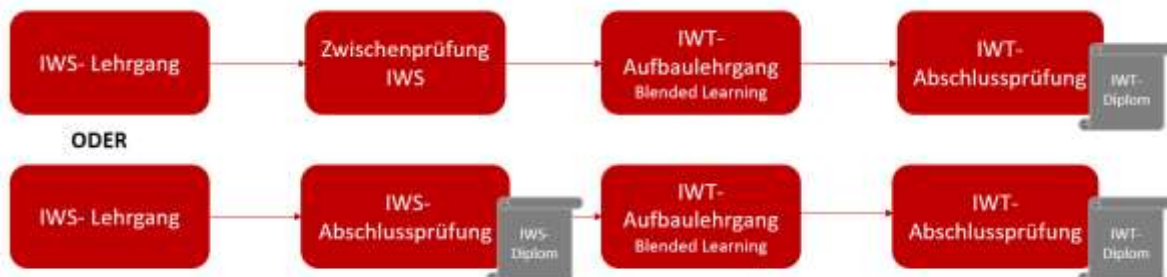 IWS- Lehrgang
Zwischenprüfung
IWS
IWT-
Aufbaulehrgang
Blended Learning
IWT-
Abschlussprüfung
IWT-
Diplom
ODER
IWS- Lehrgang
IWS-
Abschlussprüfung
IWS-
Diplom
IWT-
Aufbaulehrgang
Blended Learning
IWT-
Abschlussprüfung
IWT-
Diplom